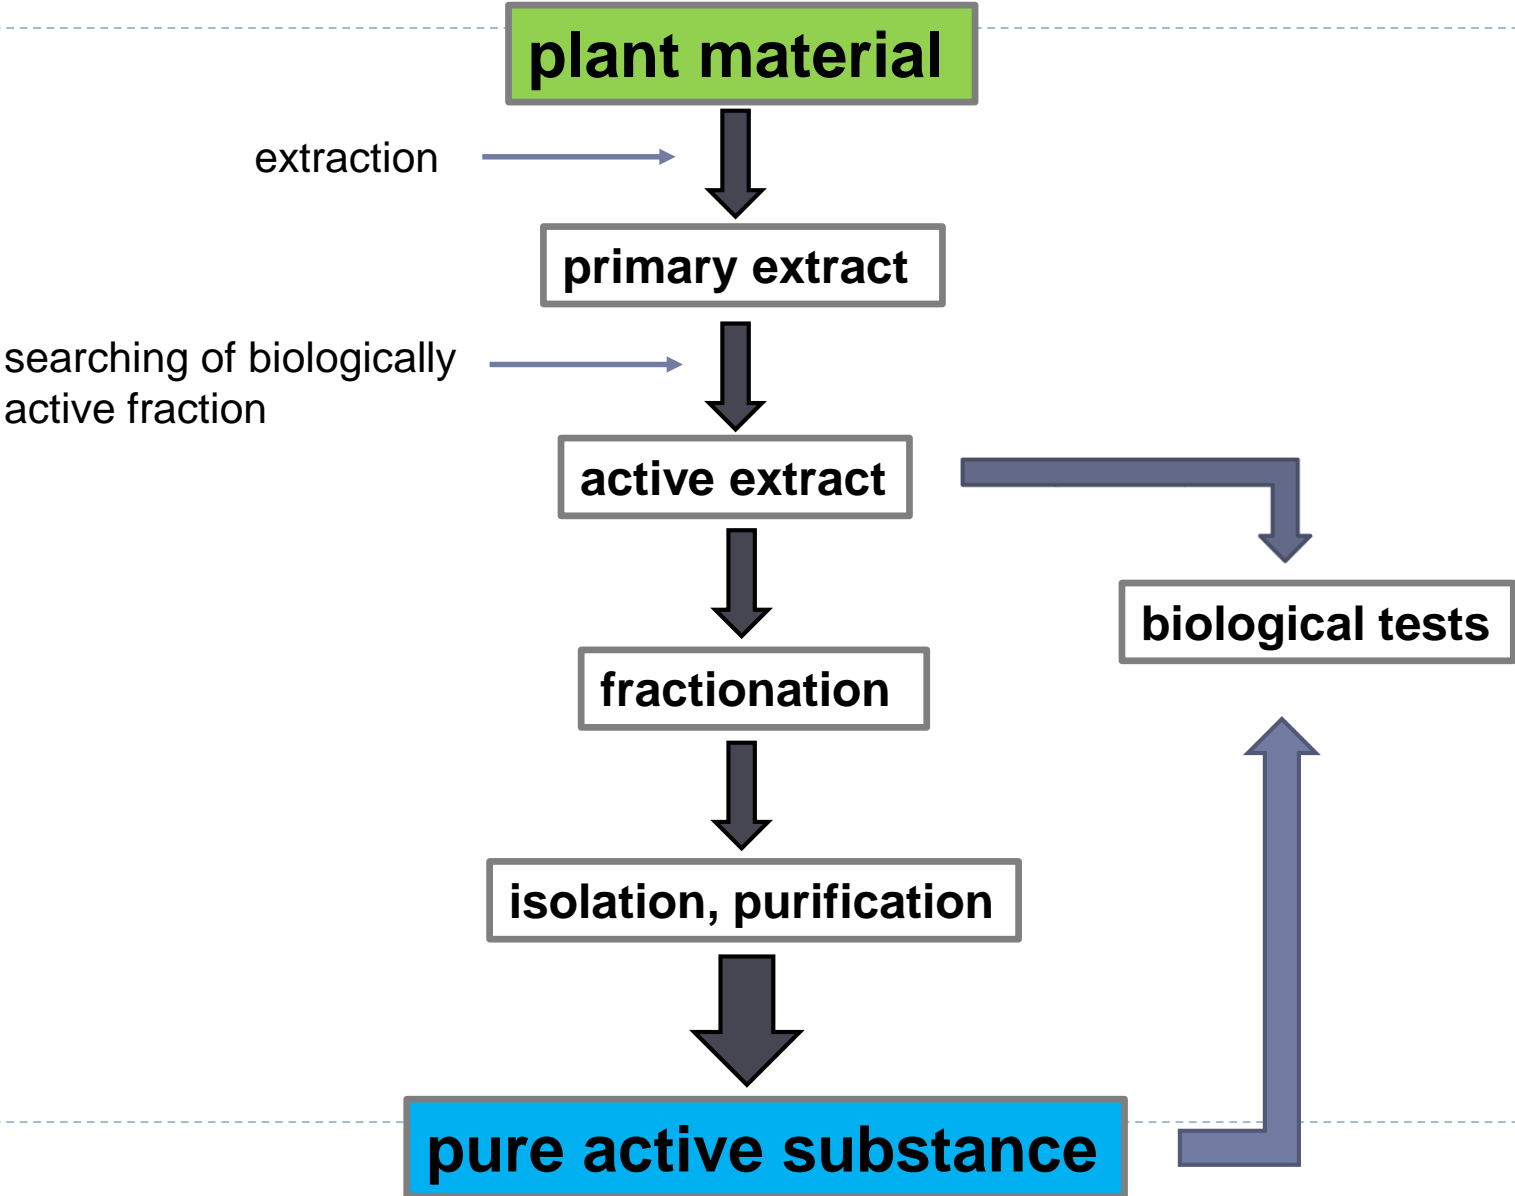 plant material
extraction
primary extract
searching of biologically
active fraction
active extract
biological tests
fractionation
isolation, purification
pure active substance